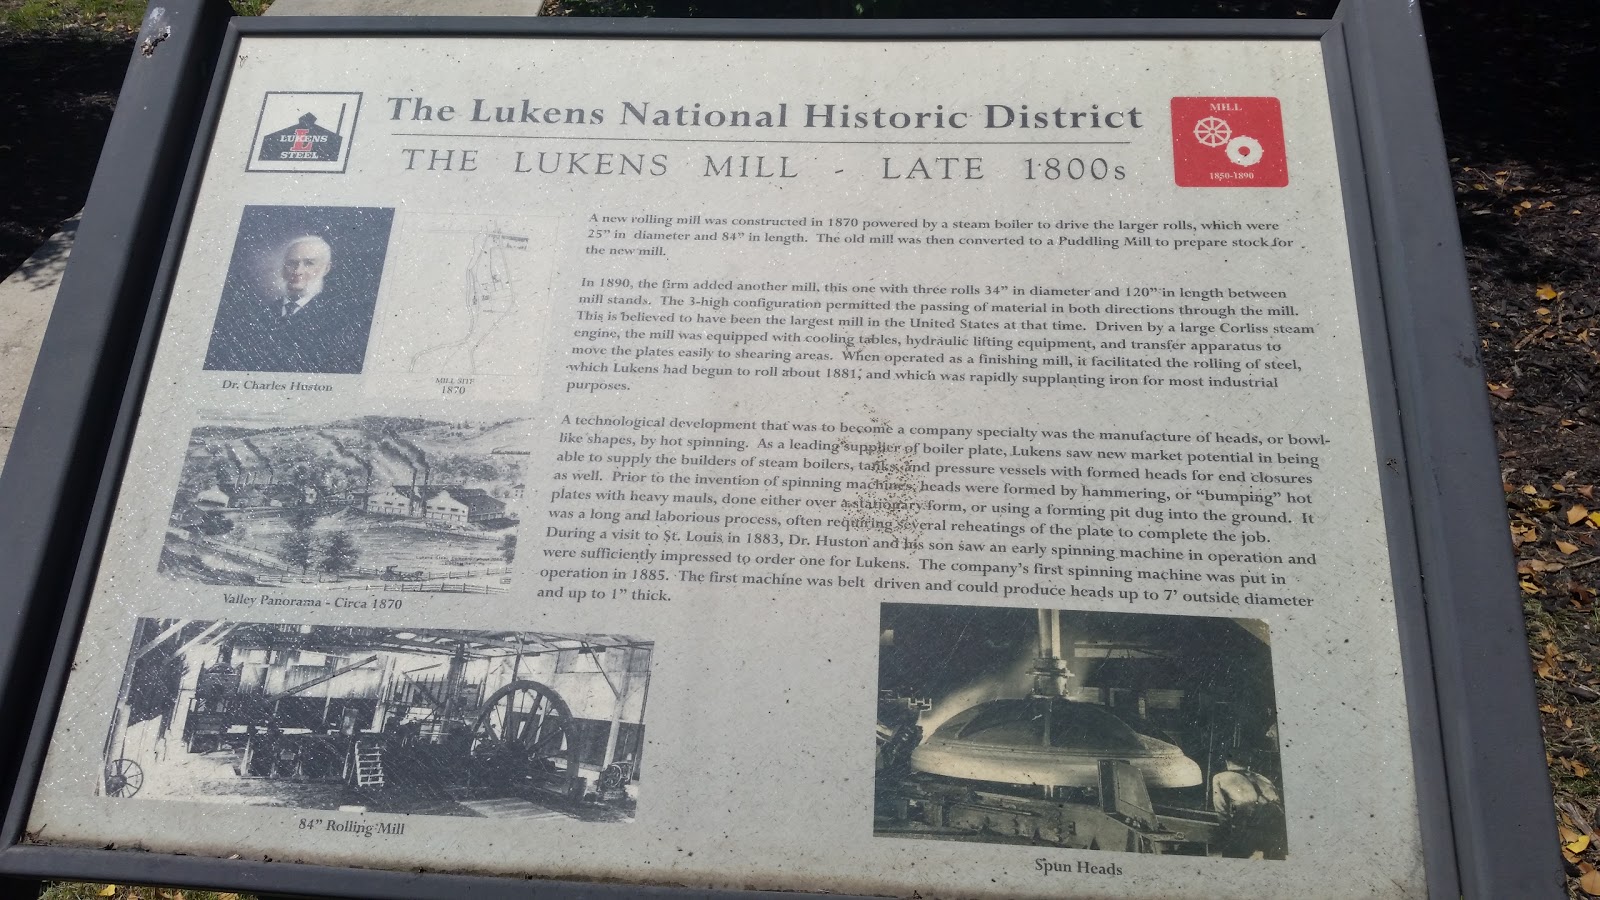 The Lukens National Historic District
THE LUKENS MILL - LATE 1800s
LUKENS
L
STEEL
MILL
1850-1890
A new rolling mill was constructed in 1870 powered by a steam boiler to drive the larger rolls, which were
25” in diameter and 84” in length. The old mill was then converted to a Puddling Mill to prepare stock for
the new mill.
In 1890, the firm added another mill, this one with three rolls 34” in diameter and 120” in length between
mill stands. The 3-high configuration permitted the passing of material in both directions through the mill.
This is believed to have been the largest mill in the United States at that time. Driven by a large Corliss steam
engine, the mill was equipped with cooling tables, hydraulic lifting equipment, and transfer apparatus to
move the plates easily to shearing areas. When operated as a finishing mill, it facilitated the rolling of steel,
which Lukens had begun to roll about 1881, and which was rapidly supplanting iron for most industrial
purposes.
A technological development that was to become a company specialty was the manufacture of heads, or bowl-
like shapes, by hot spinning. As a leading supplier of boiler plate, Lukens saw new market potential in being
able to supply the builders of steam boilers, tanks, and pressure vessels with formed heads for end closures
as well. Prior to the invention of spinning machines, heads were formed by hammering, or “bumping” hot
plates with heavy mauls, done either over a stationary form, or using a forming pit dug into the ground. It
was a long and laborious process, often requiring several reheatings of the plate to complete the job.
During a visit to St. Louis in 1883, Dr. Huston and his son saw an early spinning machine in operation and
were sufficiently impressed to order one for Lukens. The company’s first spinning machine was put in
operation in 1885. The first machine was belt driven and could produce heads up to 7’ outside diameter
and up to 1” thick.
Dr. Charles Huston
MILL SITE
1870
Valley Panorama - Circa 1870
84” Rolling Mill
Spun Heads